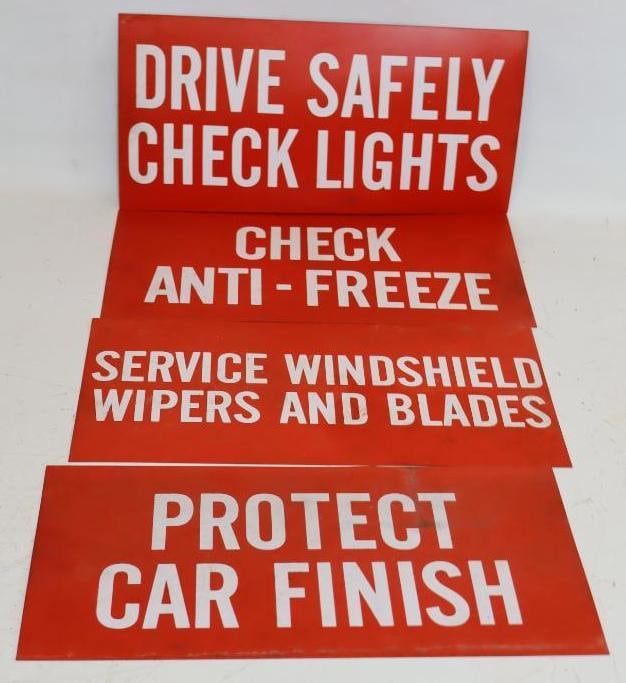 DRIVE SAFELY
CHECK LIGHTS
CHECK
ANTI-FREEZE
SERVICE WINDSHIELD
WIPERS AND BLADES
PROTECT
CAR FINISH